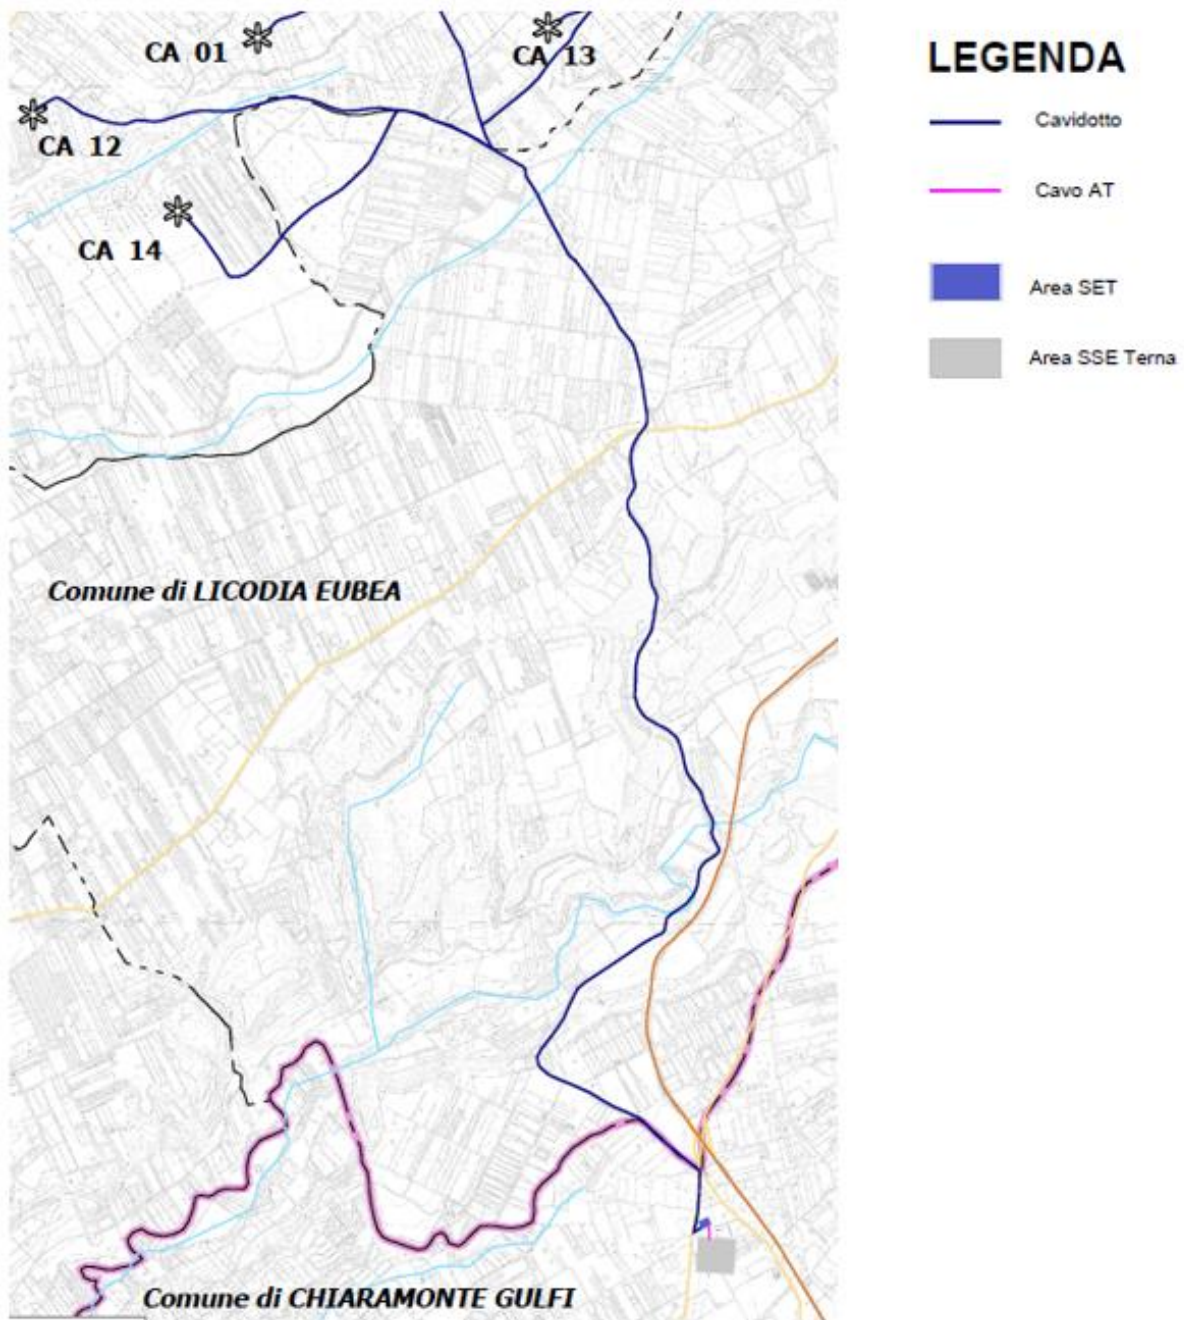 CA 01
CA 13
CA 12
CA 14
Comune di LICODIA EUBEA
Comune di CHIARAMONTE GULFI
LEGENDA
Cavidotto
Cavo AT
Area SET
Area SSE Terna